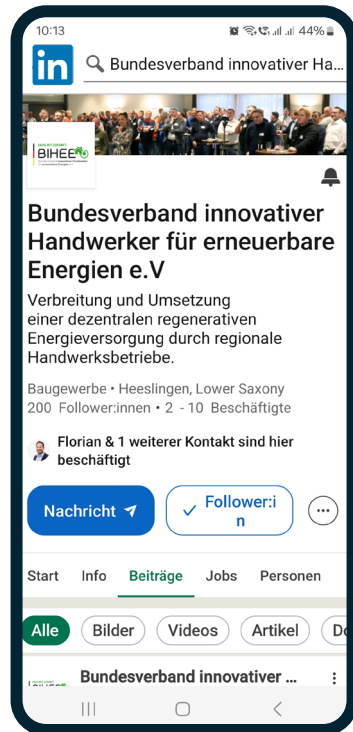 10:13
44%
in
Bundesverband innovativer Ha...
BIHEE
Bundesverband innovativer
Handwerker für erneuerbare
Energien e.V
Verbreitung und Umsetzung
einer dezentralen regenerativen
Energieversorgung durch regionale
Handwerksbetriebe.
Baugewerbe • Heeslingen, Lower Saxony
200 Follower:innen • 2 - 10 Beschäftigte
Florian & 1 weiterer Kontakt sind hier
beschäftigt
Nachricht
Follower:i
n
Start Info Beiträge Jobs Personen
Alle Bilder Videos Artikel Do
Bundesverband innovativer ...